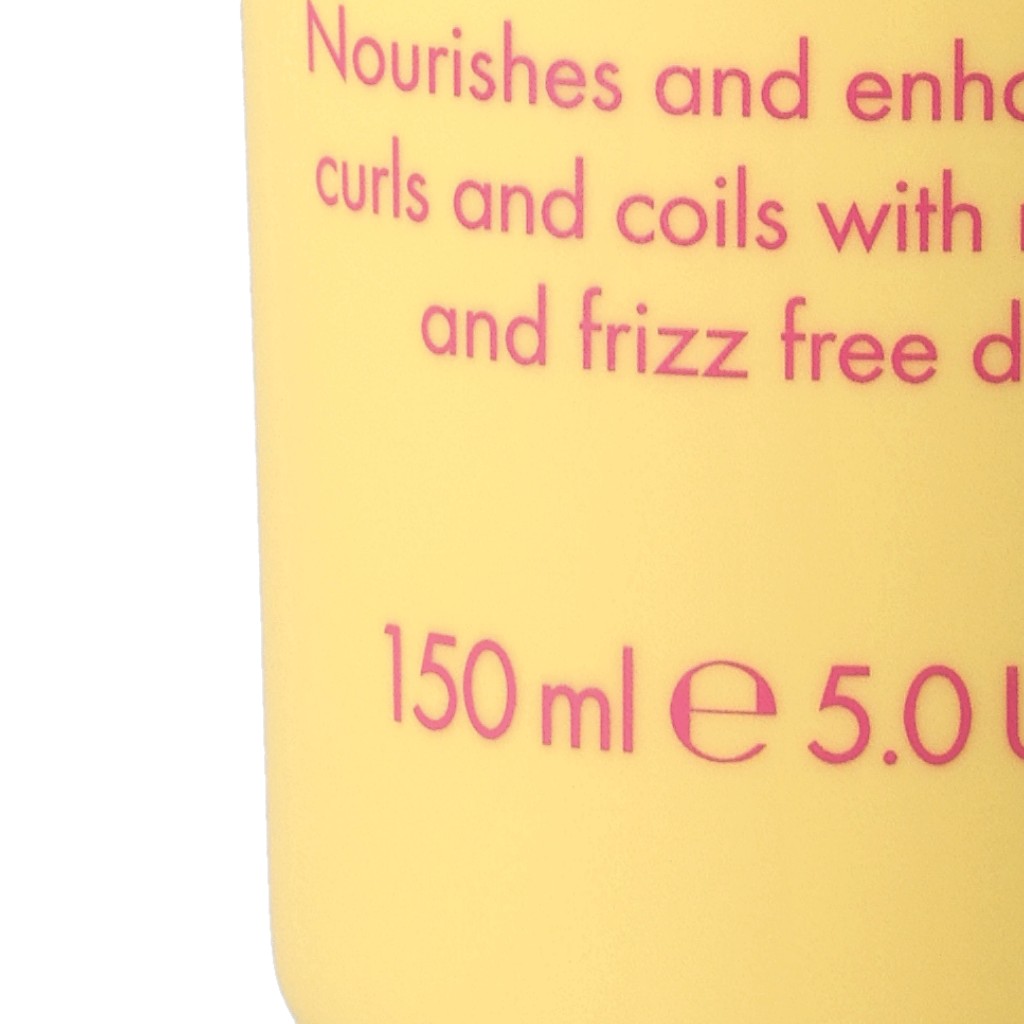 Nourishes and enha
curls and coils with
and frizz free d
150 ml ℮ 5.0 U